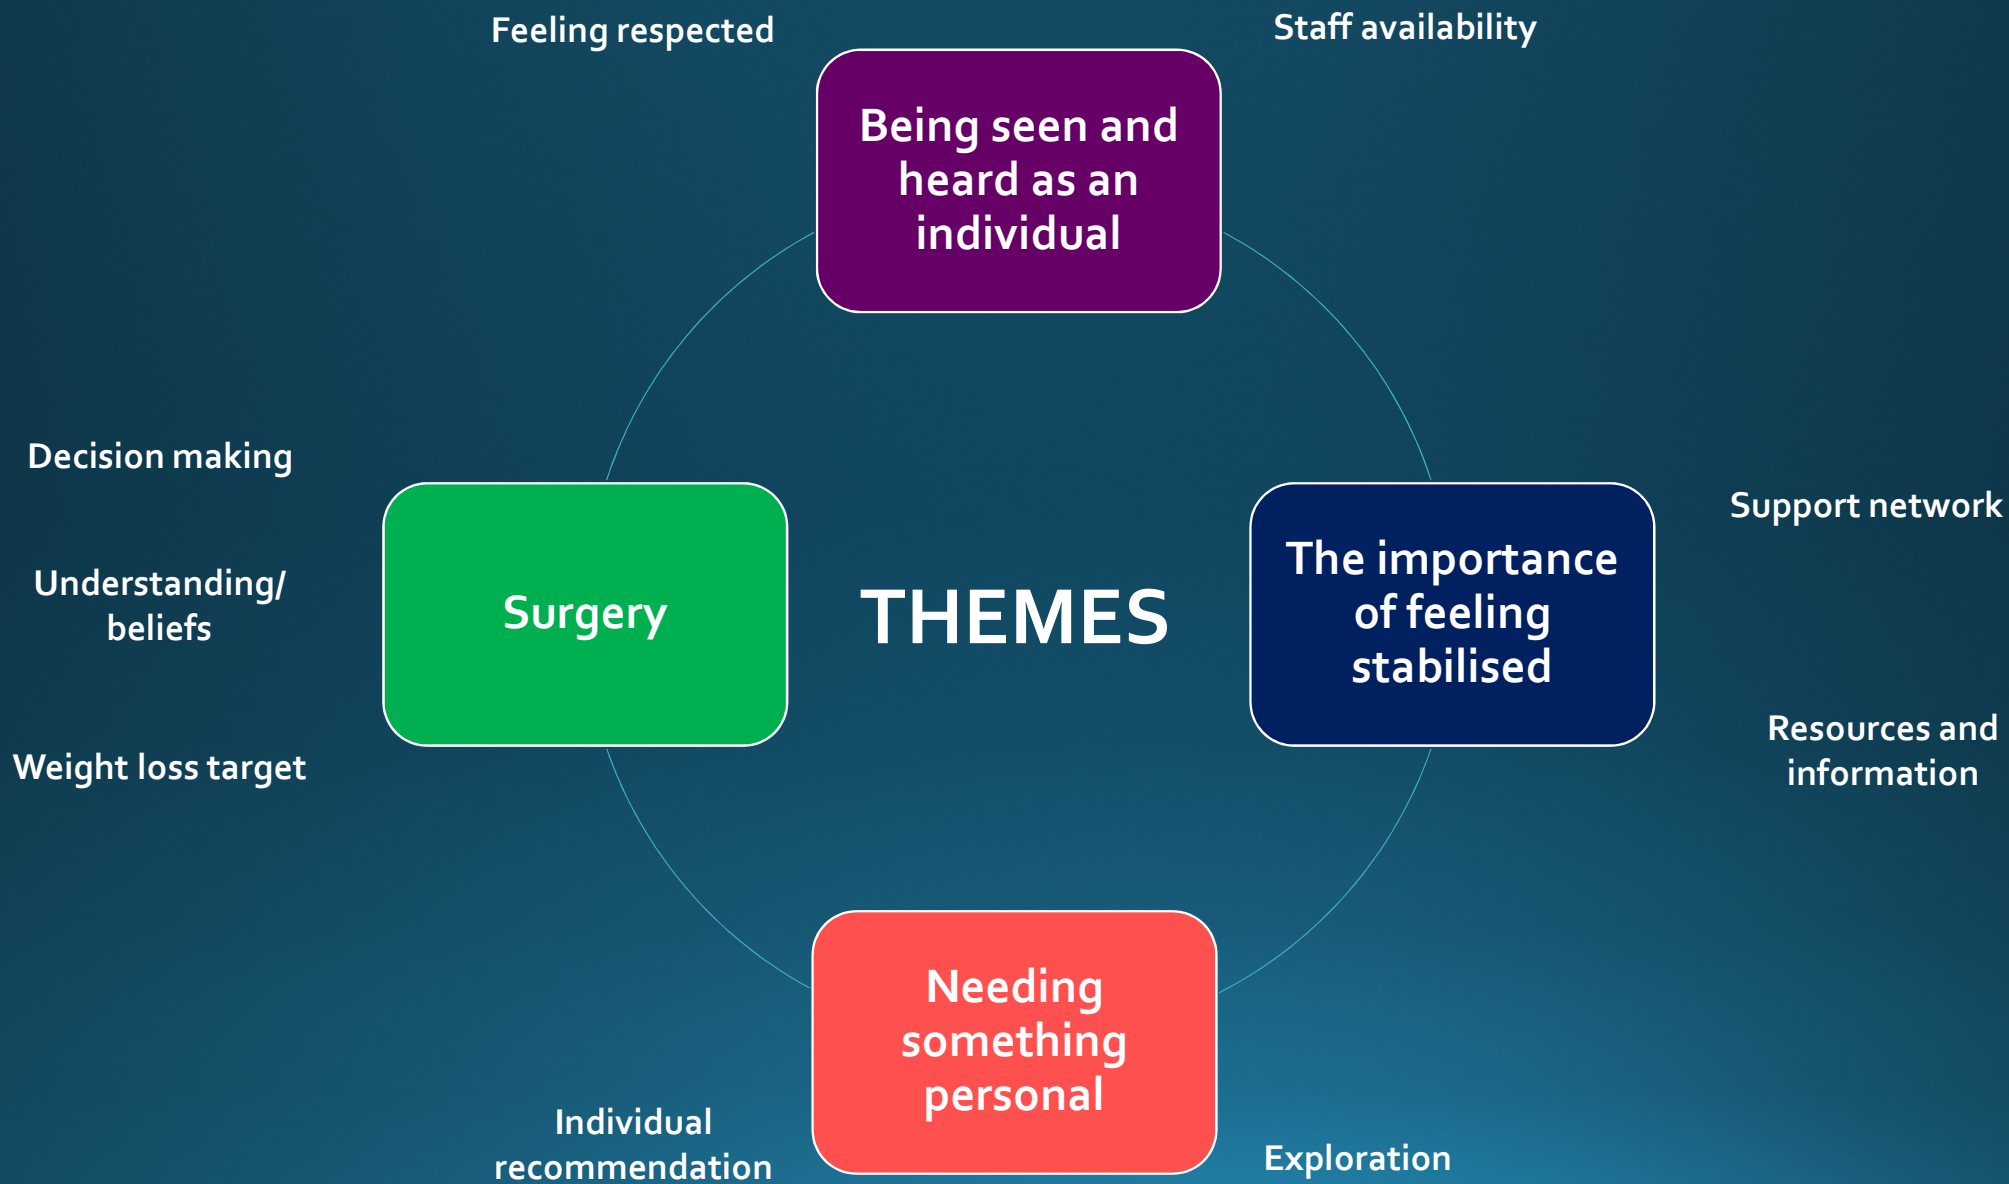 Feeling respected
Staff availability
Being seen and
heard as an
individual
Decision making
Understanding/
beliefs
Weight loss target
Surgery
THEMES
The importance
of feeling
stabilised
Support network
Resources and
information
Needing
something
personal
Individual
recommendation
Exploration